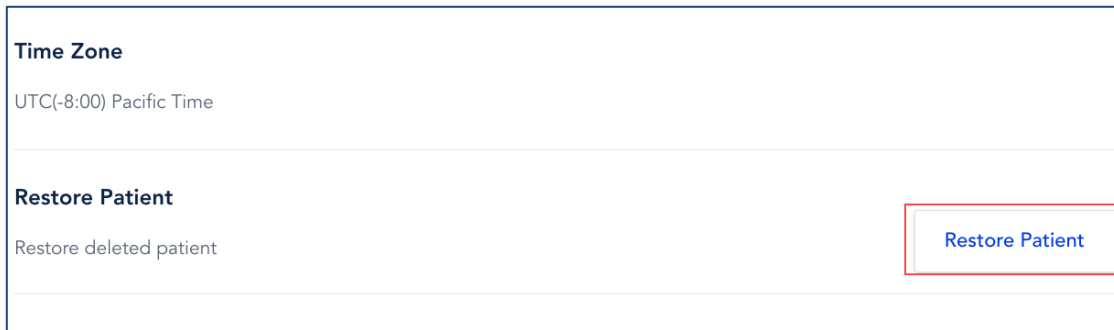 Time Zone
UTC(-8:00) Pacific Time
Restore Patient
Restore deleted patient
Restore Patient